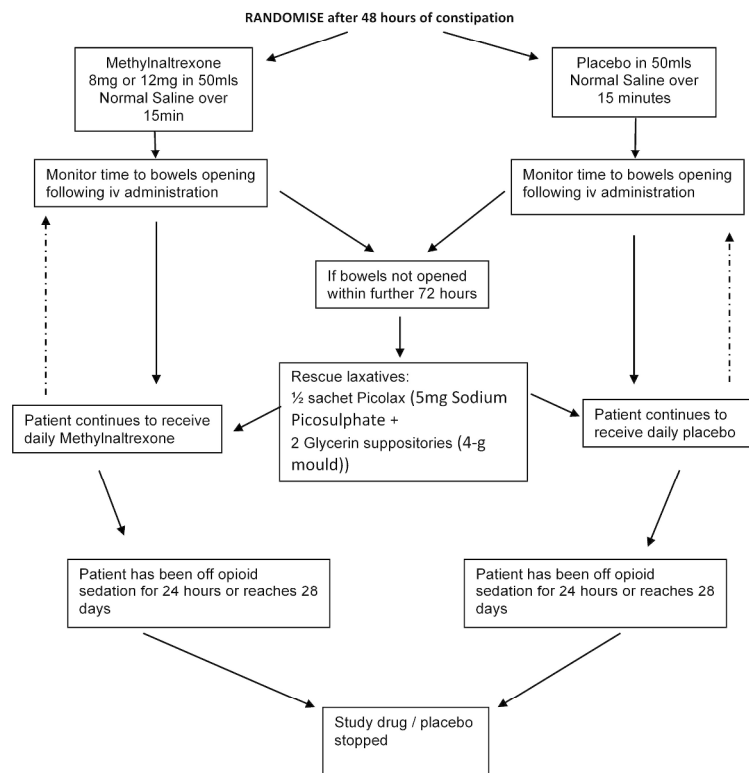 RANDOMISE after 48 hours of constipation
Methylnaltrexone
8mg or 12mg in 50mls
Normal Saline over
15min
Placebo in 50mls
Normal Saline over
15 minutes
Monitor time to bowels opening
following iv administration
Monitor time to bowels opening
following iv administration
If bowels not opened
within further 72 hours
Rescue laxatives:
½ sachet Picolax (5mg Sodium
Picosulphate +
2 Glycerin suppositories (4-g
mould))
Patient continues to receive
daily Methylnaltrexone
Patient continues to
receive daily placebo
Patient has been off opioid
sedation for 24 hours or reaches 28
days
Patient has been off opioid
sedation for 24 hours or reaches 28
days
Study drug / placebo
stopped